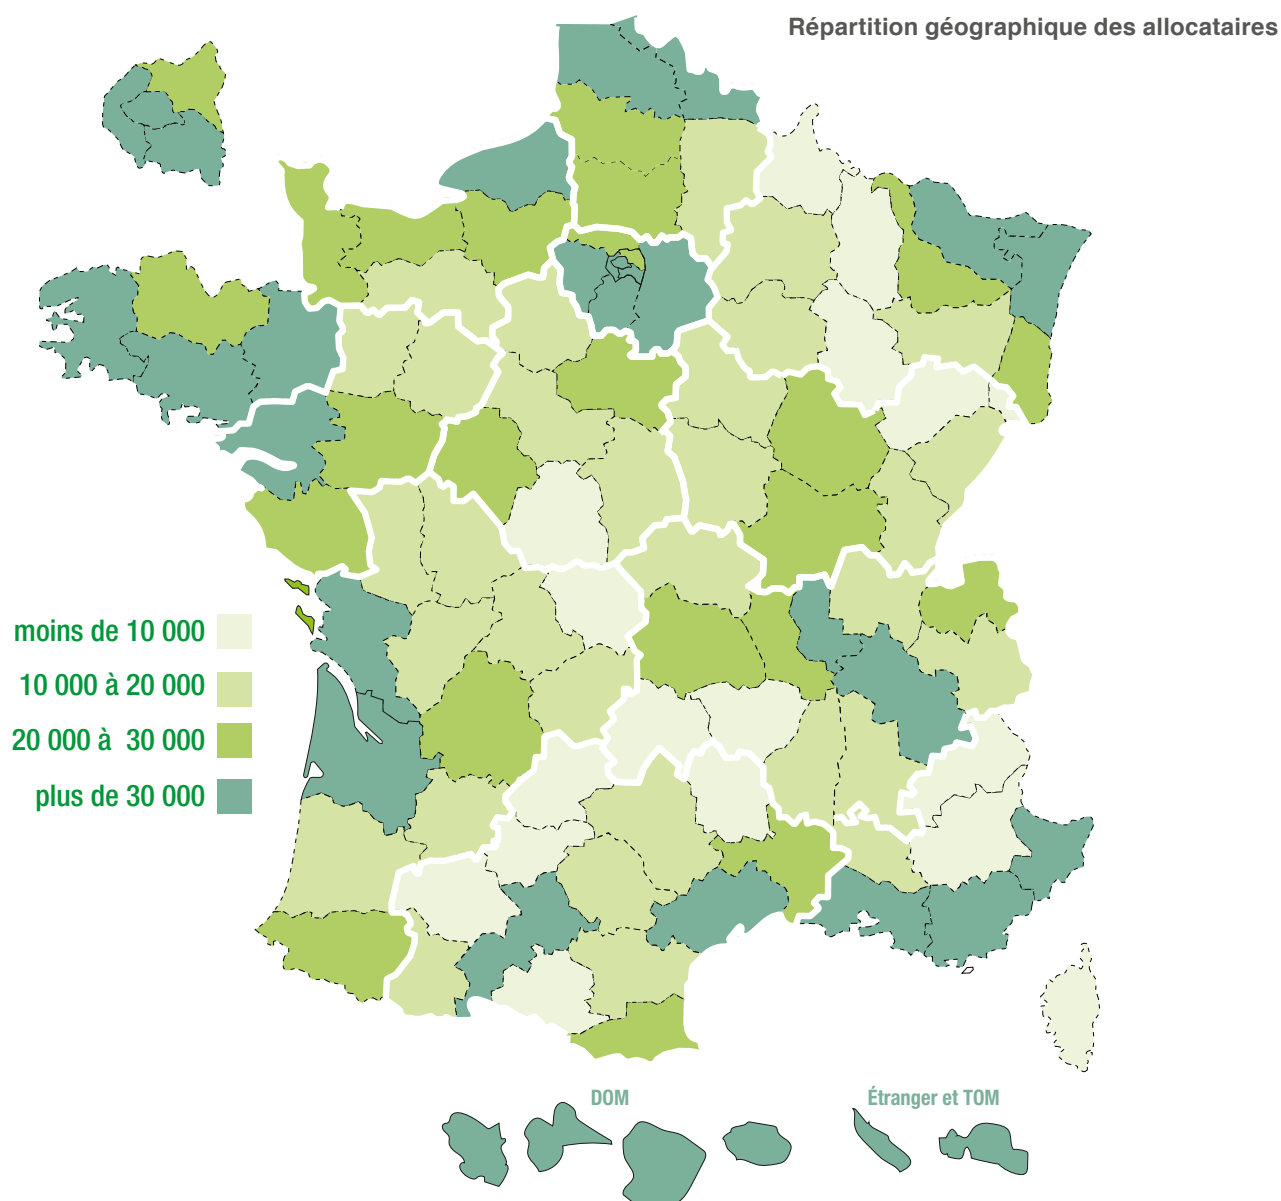 Répartition géographique des allocataires
moins de 10 000
10 000 à 20 000
20 000 à 30 000
plus de 30 000
DOM
Étranger et TOM